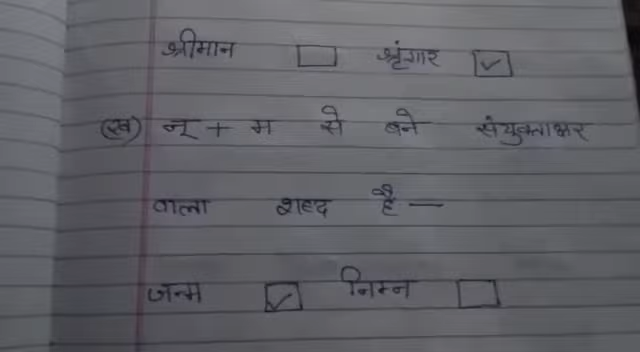 श्रीमान ☐ श्रृंगार ☑
(ख) न् + म से बने संयुक्ताक्षर
वाला शब्द है —
जन्म ☑ निम्न ☐